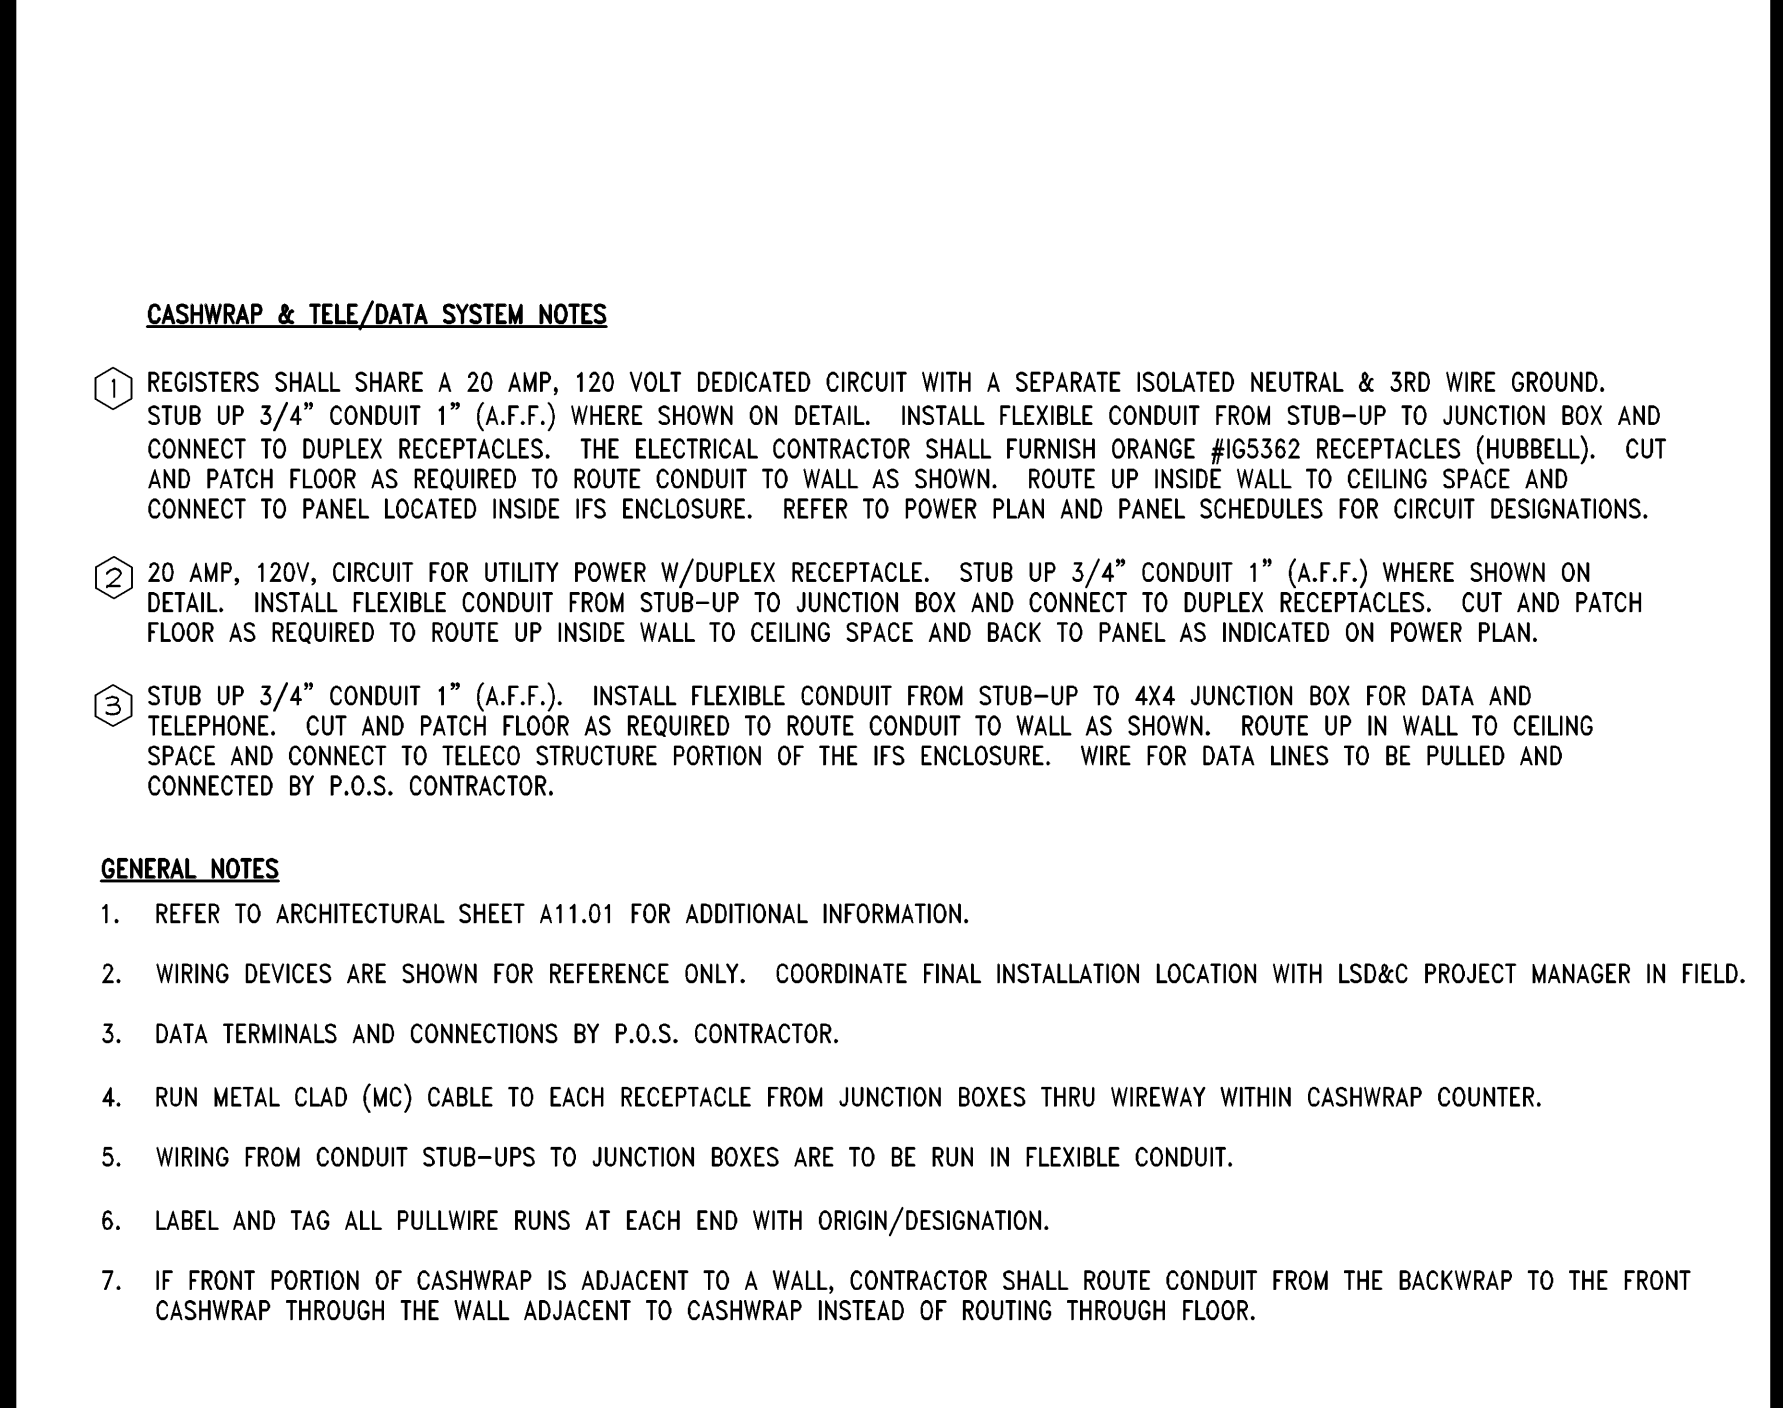 CASHWRAP & TELE/DATA SYSTEM NOTES
1 REGISTERS SHALL SHARE A 20 AMP, 120 VOLT DEDICATED CIRCUIT WITH A SEPARATE ISOLATED NEUTRAL & 3RD WIRE GROUND.
STUB UP 3/4" CONDUIT 1" (A.F.F.) WHERE SHOWN ON DETAIL. INSTALL FLEXIBLE CONDUIT FROM STUB-UP TO JUNCTION BOX AND
CONNECT TO DUPLEX RECEPTACLES. THE ELECTRICAL CONTRACTOR SHALL FURNISH ORANGE #IG5362 RECEPTACLES (HUBBELL). CUT
AND PATCH FLOOR AS REQUIRED TO ROUTE CONDUIT TO WALL AS SHOWN. ROUTE UP INSIDE WALL TO CEILING SPACE AND
CONNECT TO PANEL LOCATED INSIDE IFS ENCLOSURE. REFER TO POWER PLAN AND PANEL SCHEDULES FOR CIRCUIT DESIGNATIONS.
2 20 AMP, 120V, CIRCUIT FOR UTILITY POWER W/DUPLEX RECEPTACLE. STUB UP 3/4" CONDUIT 1" (A.F.F.) WHERE SHOWN ON
DETAIL. INSTALL FLEXIBLE CONDUIT FROM STUB-UP TO JUNCTION BOX AND CONNECT TO DUPLEX RECEPTACLES. CUT AND PATCH
FLOOR AS REQUIRED TO ROUTE UP INSIDE WALL TO CEILING SPACE AND BACK TO PANEL AS INDICATED ON POWER PLAN.
3 STUB UP 3/4" CONDUIT 1" (A.F.F.). INSTALL FLEXIBLE CONDUIT FROM STUB-UP TO 4X4 JUNCTION BOX FOR DATA AND
TELEPHONE. CUT AND PATCH FLOOR AS REQUIRED TO ROUTE CONDUIT TO WALL AS SHOWN. ROUTE UP IN WALL TO CEILING
SPACE AND CONNECT TO TELECO STRUCTURE PORTION OF THE IFS ENCLOSURE. WIRE FOR DATA LINES TO BE PULLED AND
CONNECTED BY P.O.S. CONTRACTOR.
GENERAL NOTES
1. REFER TO ARCHITECTURAL SHEET A11.01 FOR ADDITIONAL INFORMATION.
2. WIRING DEVICES ARE SHOWN FOR REFERENCE ONLY. COORDINATE FINAL INSTALLATION LOCATION WITH LSD&C PROJECT MANAGER IN FIELD.
3. DATA TERMINALS AND CONNECTIONS BY P.O.S. CONTRACTOR.
4. RUN METAL CLAD (MC) CABLE TO EACH RECEPTACLE FROM JUNCTION BOXES THRU WIREWAY WITHIN CASHWRAP COUNTER.
5. WIRING FROM CONDUIT STUB-UPS TO JUNCTION BOXES ARE TO BE RUN IN FLEXIBLE CONDUIT.
6. LABEL AND TAG ALL PULLWIRE RUNS AT EACH END WITH ORIGIN/DESIGNATION.
7. IF FRONT PORTION OF CASHWRAP IS ADJACENT TO A WALL, CONTRACTOR SHALL ROUTE CONDUIT FROM THE BACKWRAP TO THE FRONT
CASHWRAP THROUGH THE WALL ADJACENT TO CASHWRAP INSTEAD OF ROUTING THROUGH FLOOR.